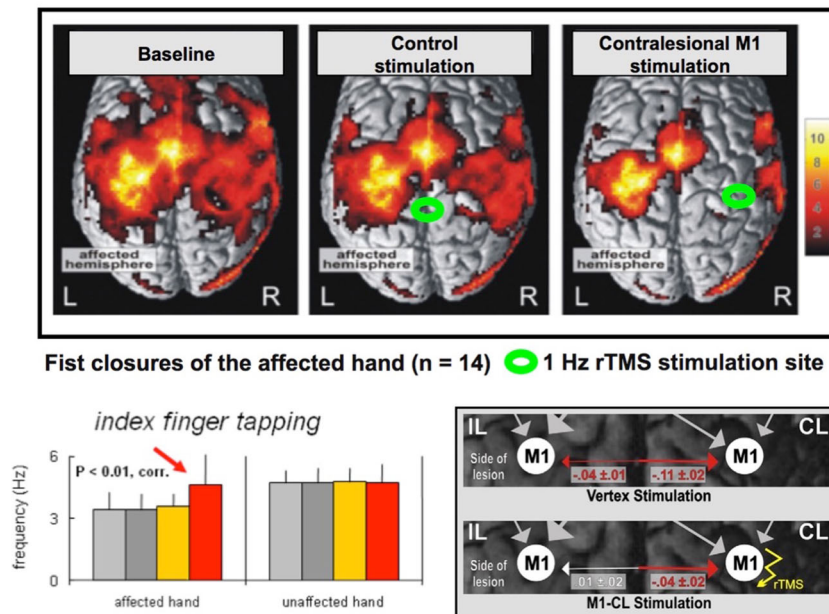 Baseline
Control
stimulation
Contralesional M1
stimulation
10
8
6
4
2
affected
hemisphere
L
R
affected
hemisphere
L
R
affected
hemisphere
L
R
Fist closures of the affected hand (n = 14)
1 Hz rTMS stimulation site
index finger tapping
frequency (Hz)
6
3
0
P < 0.01, corr.
affected hand
unaffected hand
IL
CL
Side of
lesion
M1
M1
-.04 ±.01
-.11 ±.02
Vertex Stimulation
IL
CL
Side of
lesion
M1
M1
.01 ±.02
-.04 ±.02
rTMS
M1-CL Stimulation